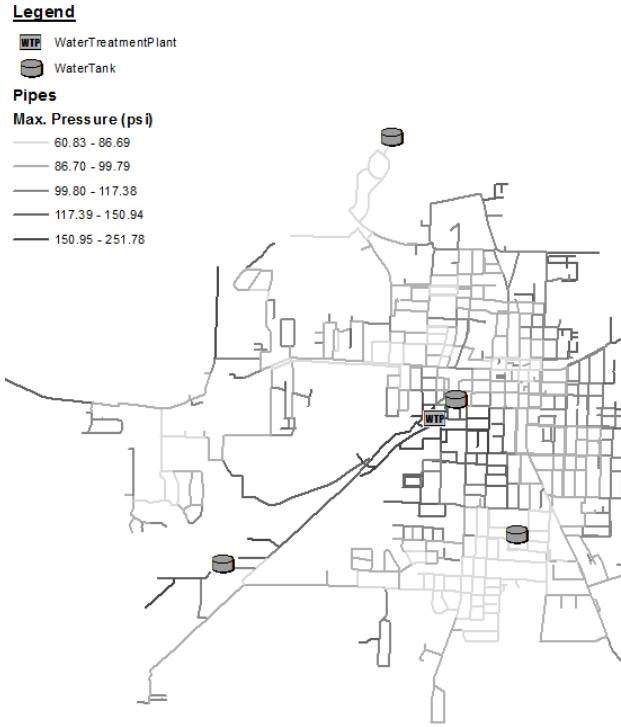 Legend
WTP WaterTreatmentPlant
WaterTank
Pipes
Max. Pressure (psi)
60.83 - 86.69
86.70 - 99.79
99.80 - 117.38
117.39 - 150.94
150.95 - 251.78
WTP